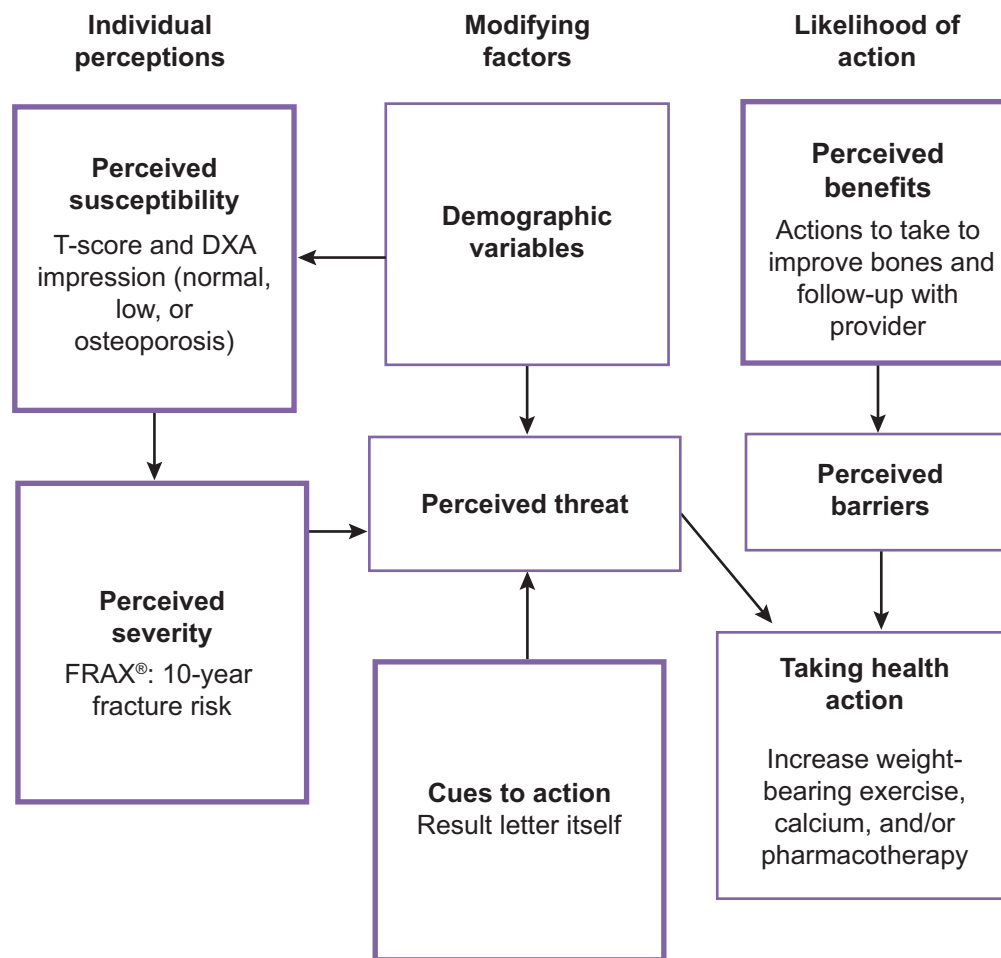 Individual
perceptions
Modifying
factors
Likelihood of
action
Perceived
susceptibility
T-score and DXA
impression (normal,
low, or
osteoporosis)
Demographic
variables
Perceived
benefits
Actions to take to
improve bones and
follow-up with
provider
Perceived
severity
FRAX®: 10-year
fracture risk
Perceived threat
Perceived
barriers
Cues to action
Result letter itself
Taking health
action
Increase weight-
bearing exercise,
calcium, and/or
pharmacotherapy